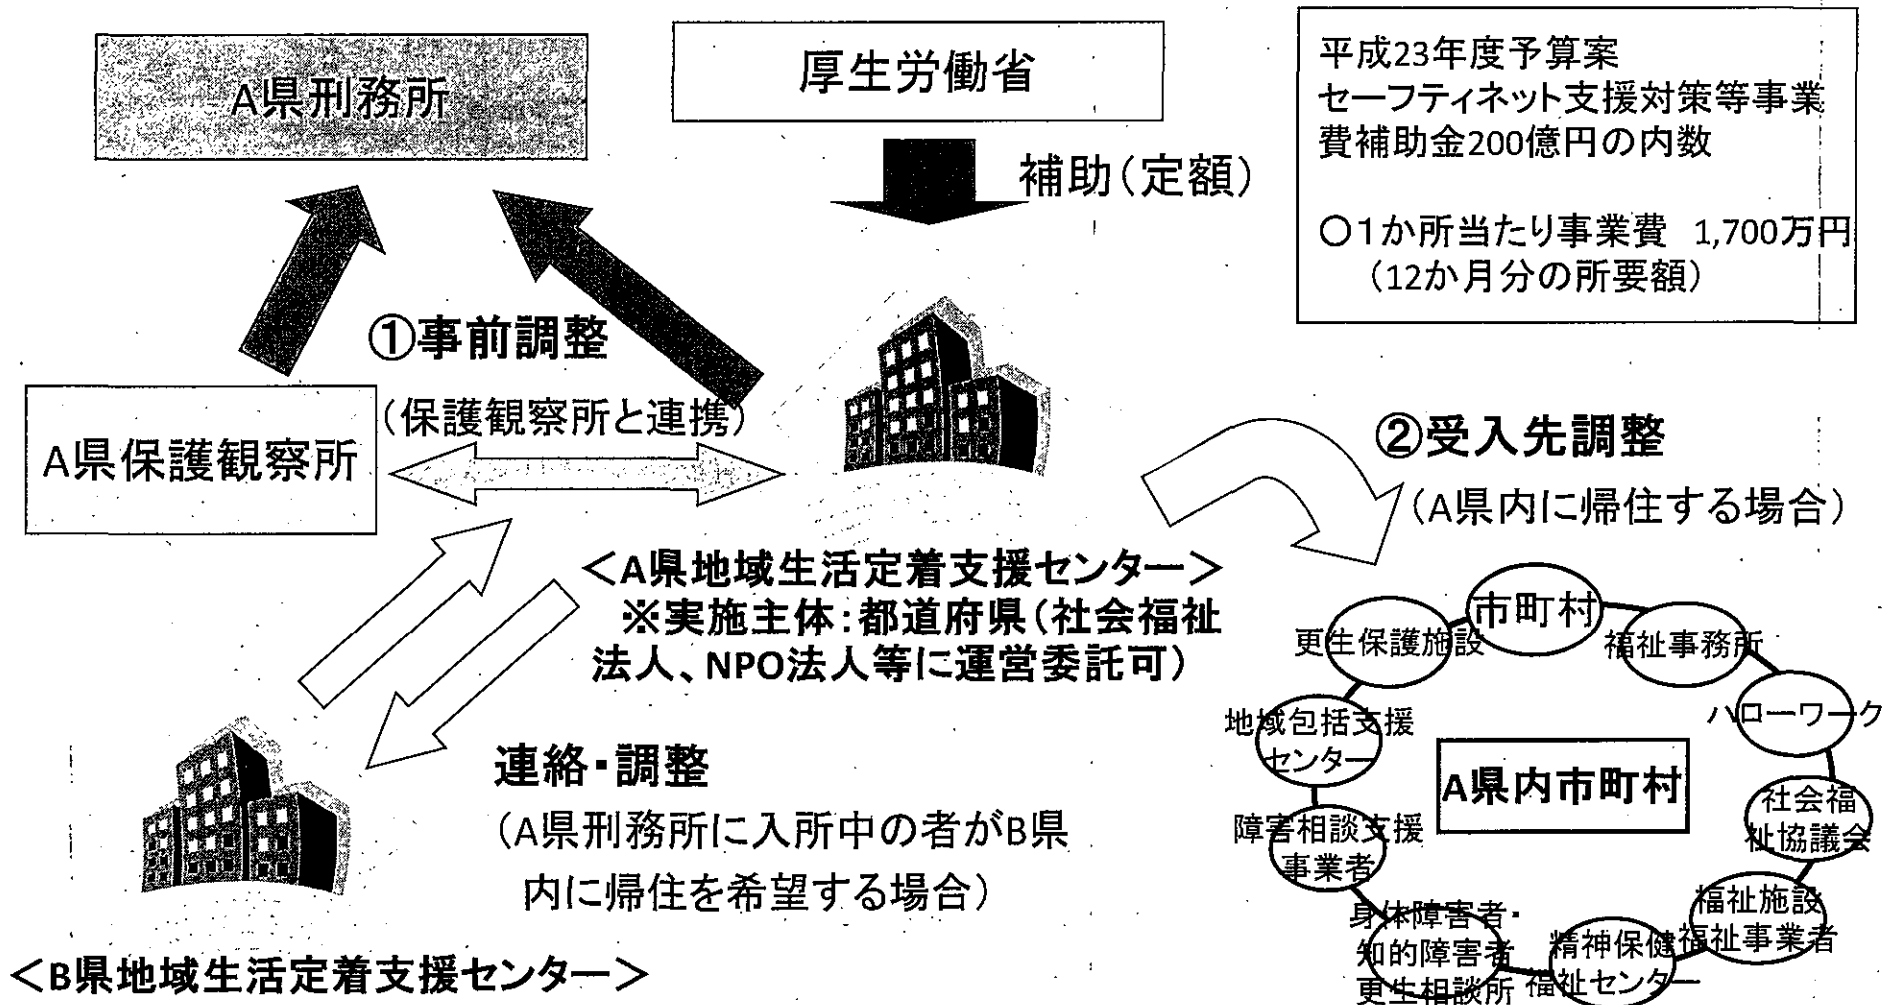 A県刑務所
厚生労働省
補助(定額)
平成23年度予算案
セーフティネット支援対策等事業
費補助金200億円の内数
○1か所当たり事業費 1,700万円
(12か月分の所要額)
①事前調整
(保護観察所と連携)
A県保護観察所
②受入先調整
(A県内に帰住する場合)
<A県地域生活定着支援センター>
※実施主体:都道府県(社会福祉
法人、NPO法人等に運営委託可)
連絡・調整
(A県刑務所に入所中の者がB県
内に帰住を希望する場合)
<B県地域生活定着支援センター>
市町村
福祉事務所
ハローワーク
社会福
祉協議会
福祉施設
福祉事業者
精神保健
福祉センター
身体障害者・
知的障害者
更生相談所
障害相談支援
事業者
地域包括支援
センター
更生保護施設
A県内市町村